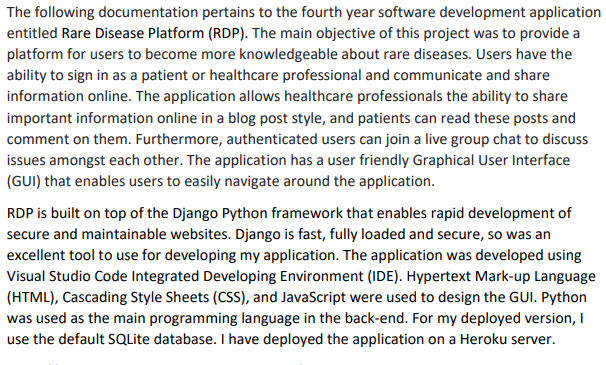 The following documentation pertains to the fourth year software development application
entitled Rare Disease Platform (RDP). The main objective of this project was to provide a
platform for users to become more knowledgeable about rare diseases. Users have the
ability to sign in as a patient or healthcare professional and communicate and share
information online. The application allows healthcare professionals the ability to share
important information online in a blog post style, and patients can read these posts and
comment on them. Furthermore, authenticated users can join a live group chat to discuss
issues amongst each other. The application has a user friendly Graphical User Interface
(GUI) that enables users to easily navigate around the application.
RDP is built on top of the Django Python framework that enables rapid development of
secure and maintainable websites. Django is fast, fully loaded and secure, so was an
excellent tool to use for developing my application. The application was developed using
Visual Studio Code Integrated Developing Environment (IDE). Hypertext Mark-up Language
(HTML), Cascading Style Sheets (CSS), and JavaScript were used to design the GUI. Python
was used as the main programming language in the back-end. For my deployed version, I
use the default SQLite database. I have deployed the application on a Heroku server.